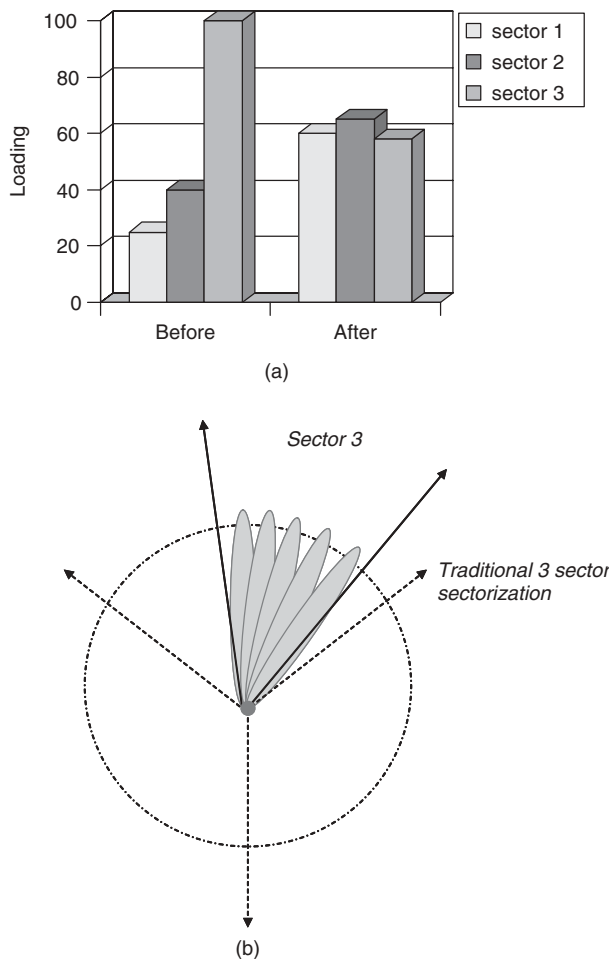 100
80
60
40
20
0
Loading
Before
After
sector 1
sector 2
sector 3
(a)
Sector 3
Traditional 3 sector
sectorization
(b)